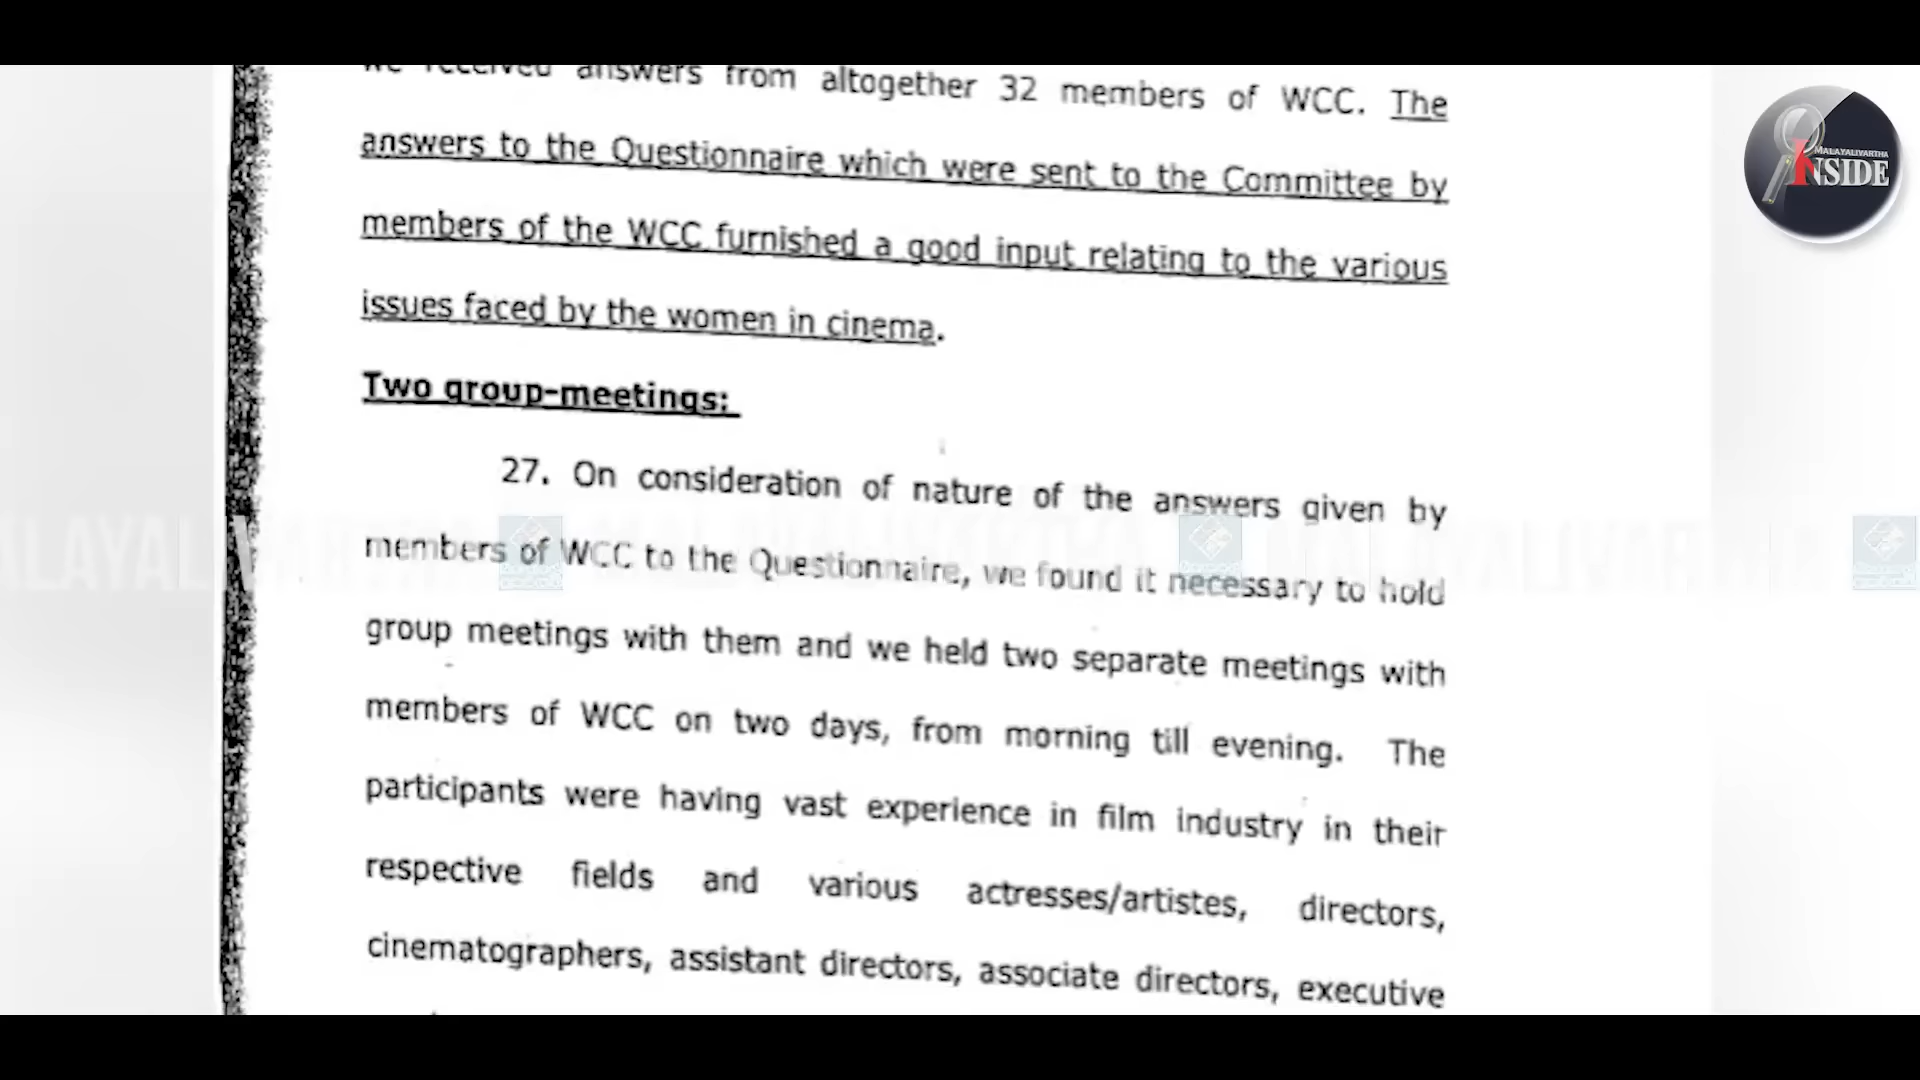 we received answers from altogether 32 members of WCC. The
answers to the Questionnaire which were sent to the Committee by
members of the WCC furnished a good input relating to the various
issues faced by the women in cinema.
Two group-meetings:
27. On consideration of nature of the answers given by
members of WCC to the Questionnaire, we found it necessary to hold
group meetings with them and we held two separate meetings with
members of WCC on two days, from morning till evening. The
participants were having vast experience in film industry in their
respective fields and various actresses/artistes, directors,
cinematographers, assistant directors, associate directors, executive
MALAYALIVARTHA
INSIDE
MALAYALIVARTHA
MALAYALIVARTHA